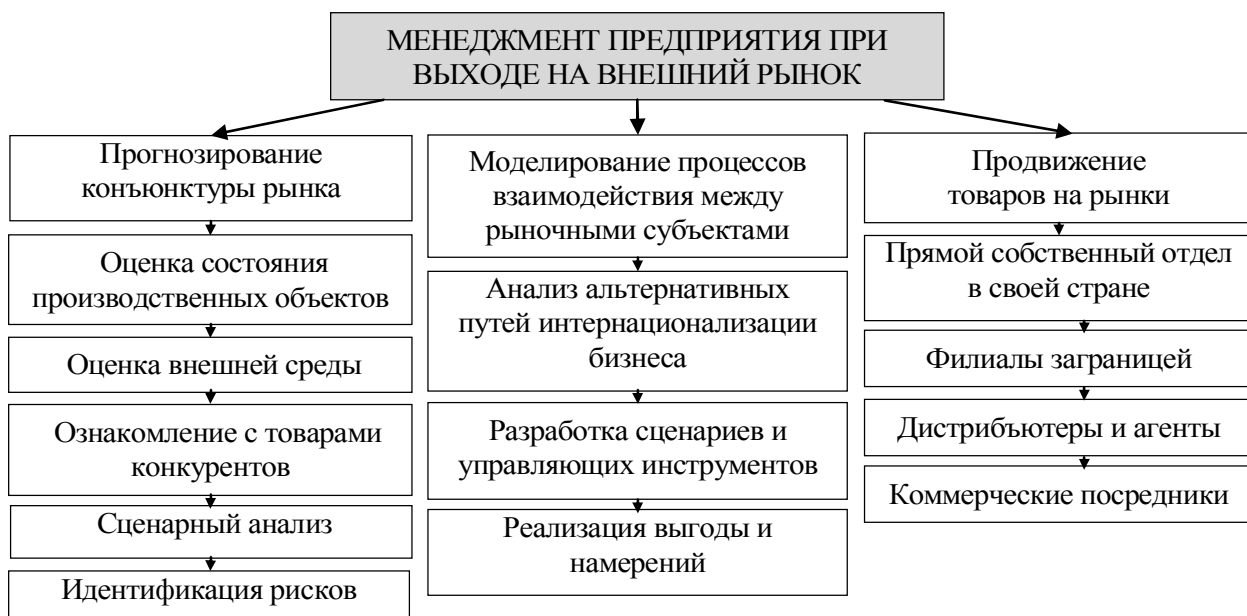 МЕНЕДЖМЕНТ ПРЕДПРИЯТИЯ ПРИ
ВЫХОДЕ НА ВНЕШНИЙ РЫНОК
Прогнозирование
конъюнктуры рынка
Оценка состояния
производственных объектов
Оценка внешней среды
Ознакомление с товарами
конкурентов
Сценарный анализ
Идентификация рисков
Моделирование процессов
взаимодействия между
рыночными субъектами
Анализ альтернативных
путей интернационализации
бизнеса
Разработка сценариев и
управляющих инструментов
Реализация выгоды и
намерений
Продвижение
товаров на рынки
Прямой собственный отдел
в своей стране
Филиалы заграницей
Дистрибъютеры и агенты
Коммерческие посредники